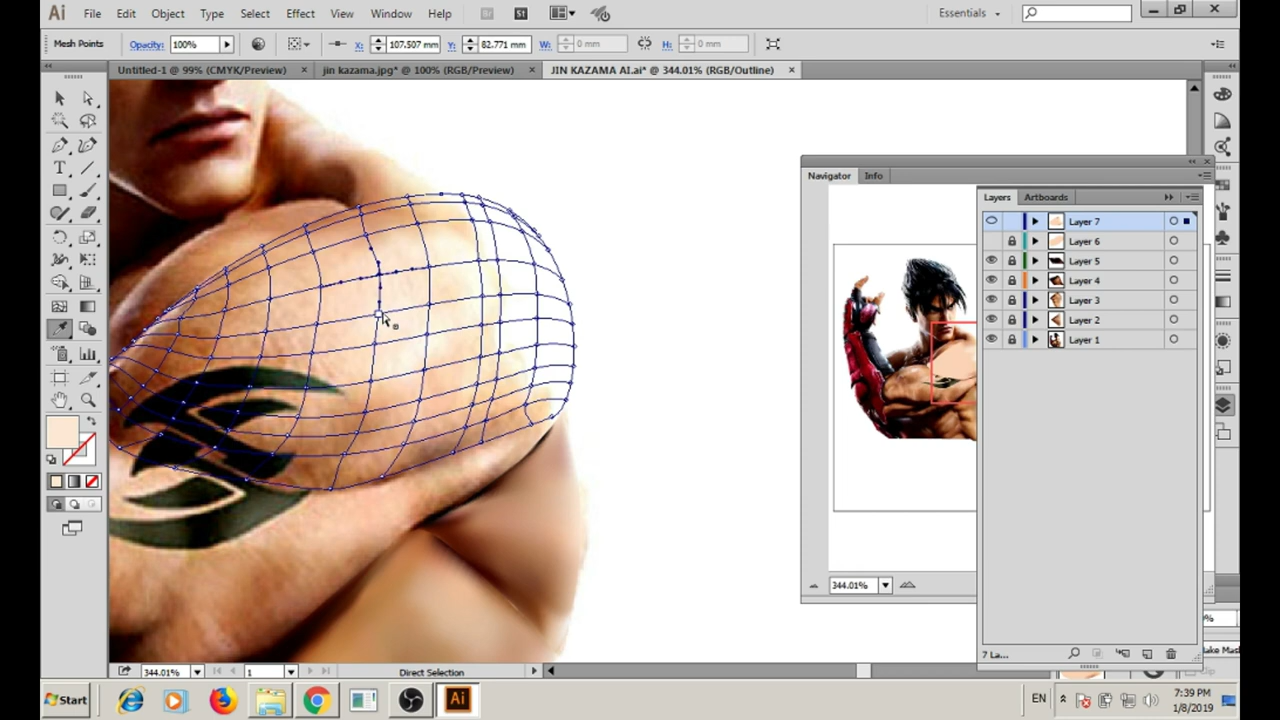 Ai File Edit Object Type Select Effect View Window Help Br St Essentials
Mesh Points Opacity: 100% X: 107.507 mm Y: 82.771 mm W: 0 mm H: 0 mm
Untitled-1 @ 99% (CMYK/Preview) × jin kazama.jpg* @ 100% (RGB/Preview) × JIN KAZAMA AI.ai* @ 344.01% (RGB/Outline) ×
Navigator Info
Layers Artboards
Layer 7
Layer 6
Layer 5
Layer 4
Layer 3
Layer 2
Layer 1
344.01%
7 La...
344.01% 1 Direct Selection
Start Ai EN 7:39 PM
1/8/2019